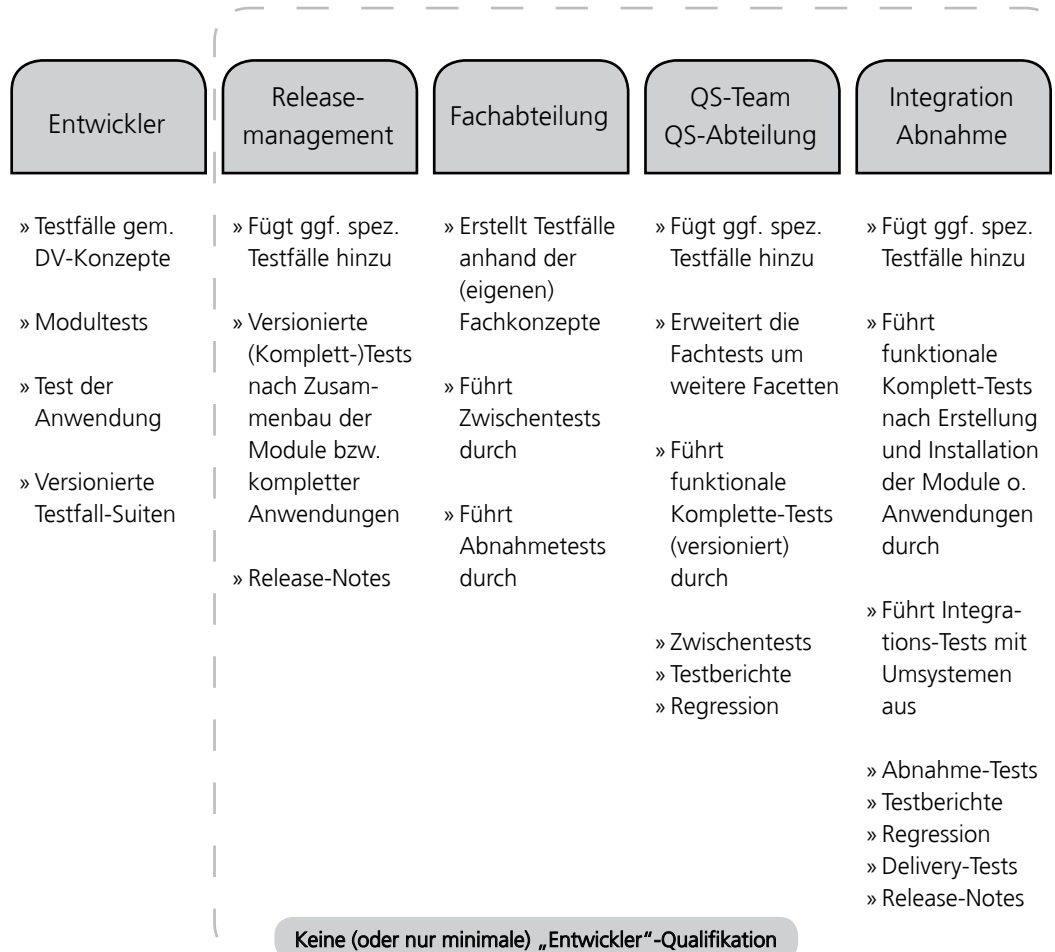 Entwickler
» Testfälle gem.
DV-Konzepte
» Modultests
» Test der
Anwendung
» Versionierte
Testfall-Suiten
Release-
management
» Fügt ggf. spez.
Testfälle hinzu
» Versionierte
(Komplett-)Tests
nach Zusam-
menbau der
Module bzw.
kompletter
Anwendungen
» Release-Notes
Fachabteilung
» Erstellt Testfälle
anhand der
(eigenen)
Fachkonzepte
» Führt
Zwischentests
durch
» Führt
Abnahmetests
durch
QS-Team
QS-Abteilung
» Fügt ggf. spez.
Testfälle hinzu
» Erweitert die
Fachtests um
weitere Facetten
» Führt
funktionale
Komplette-Tests
(versioniert)
durch
» Zwischentests
» Testberichte
» Regression
Integration
Abnahme
» Fügt ggf. spez.
Testfälle hinzu
» Führt
funktionale
Komplett-Tests
nach Erstellung
und Installation
der Module o.
Anwendungen
durch
» Führt Integra-
tions-Tests mit
Umsystemen
aus
» Abnahme-Tests
» Testberichte
» Regression
» Delivery-Tests
» Release-Notes
Keine (oder nur minimale) „Entwickler"-Qualifikation